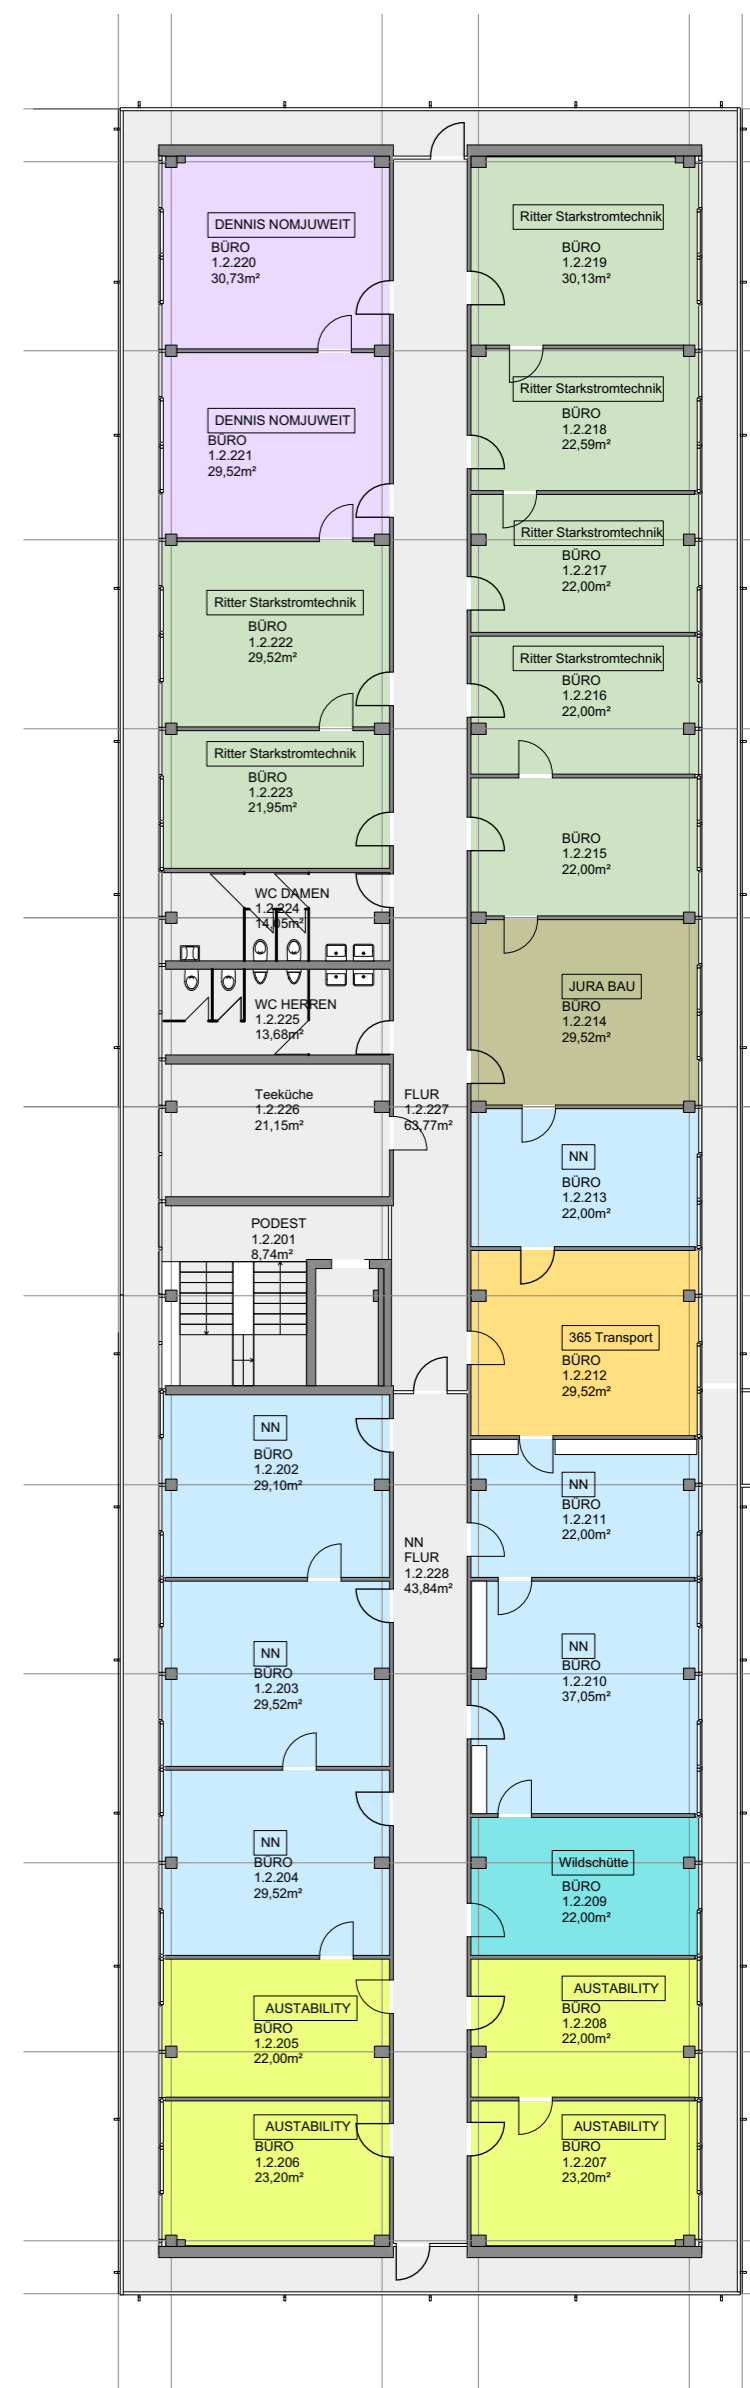 DENNIS NOMJUWEIT
BÜRO
1.2.220
30,73m²
Ritter Starkstromtechnik
BÜRO
1.2.219
30,13m²
DENNIS NOMJUWEIT
BÜRO
1.2.221
29,52m²
Ritter Starkstromtechnik
BÜRO
1.2.218
22,59m²
Ritter Starkstromtechnik
BÜRO
1.2.217
22,00m²
Ritter Starkstromtechnik
BÜRO
1.2.222
29,52m²
Ritter Starkstromtechnik
BÜRO
1.2.216
22,00m²
Ritter Starkstromtechnik
BÜRO
1.2.223
21,95m²
BÜRO
1.2.215
22,00m²
WC DAMEN
1.2.224
14,05m²
WC HERREN
1.2.225
13,68m²
JURA BAU
BÜRO
1.2.214
29,52m²
Teeküche
1.2.226
21,15m²
FLUR
1.2.227
63,77m²
NN
BÜRO
1.2.213
22,00m²
PODEST
1.2.201
8,74m²
365 Transport
BÜRO
1.2.212
29,52m²
NN
BÜRO
1.2.202
29,10m²
NN
BÜRO
1.2.211
22,00m²
NN
FLUR
1.2.228
43,84m²
NN
BÜRO
1.2.203
29,52m²
NN
BÜRO
1.2.210
37,05m²
NN
BÜRO
1.2.204
29,52m²
Wildschütte
BÜRO
1.2.209
22,00m²
AUSTABILITY
BÜRO
1.2.205
22,00m²
AUSTABILITY
BÜRO
1.2.208
22,00m²
AUSTABILITY
BÜRO
1.2.206
23,20m²
AUSTABILITY
BÜRO
1.2.207
23,20m²